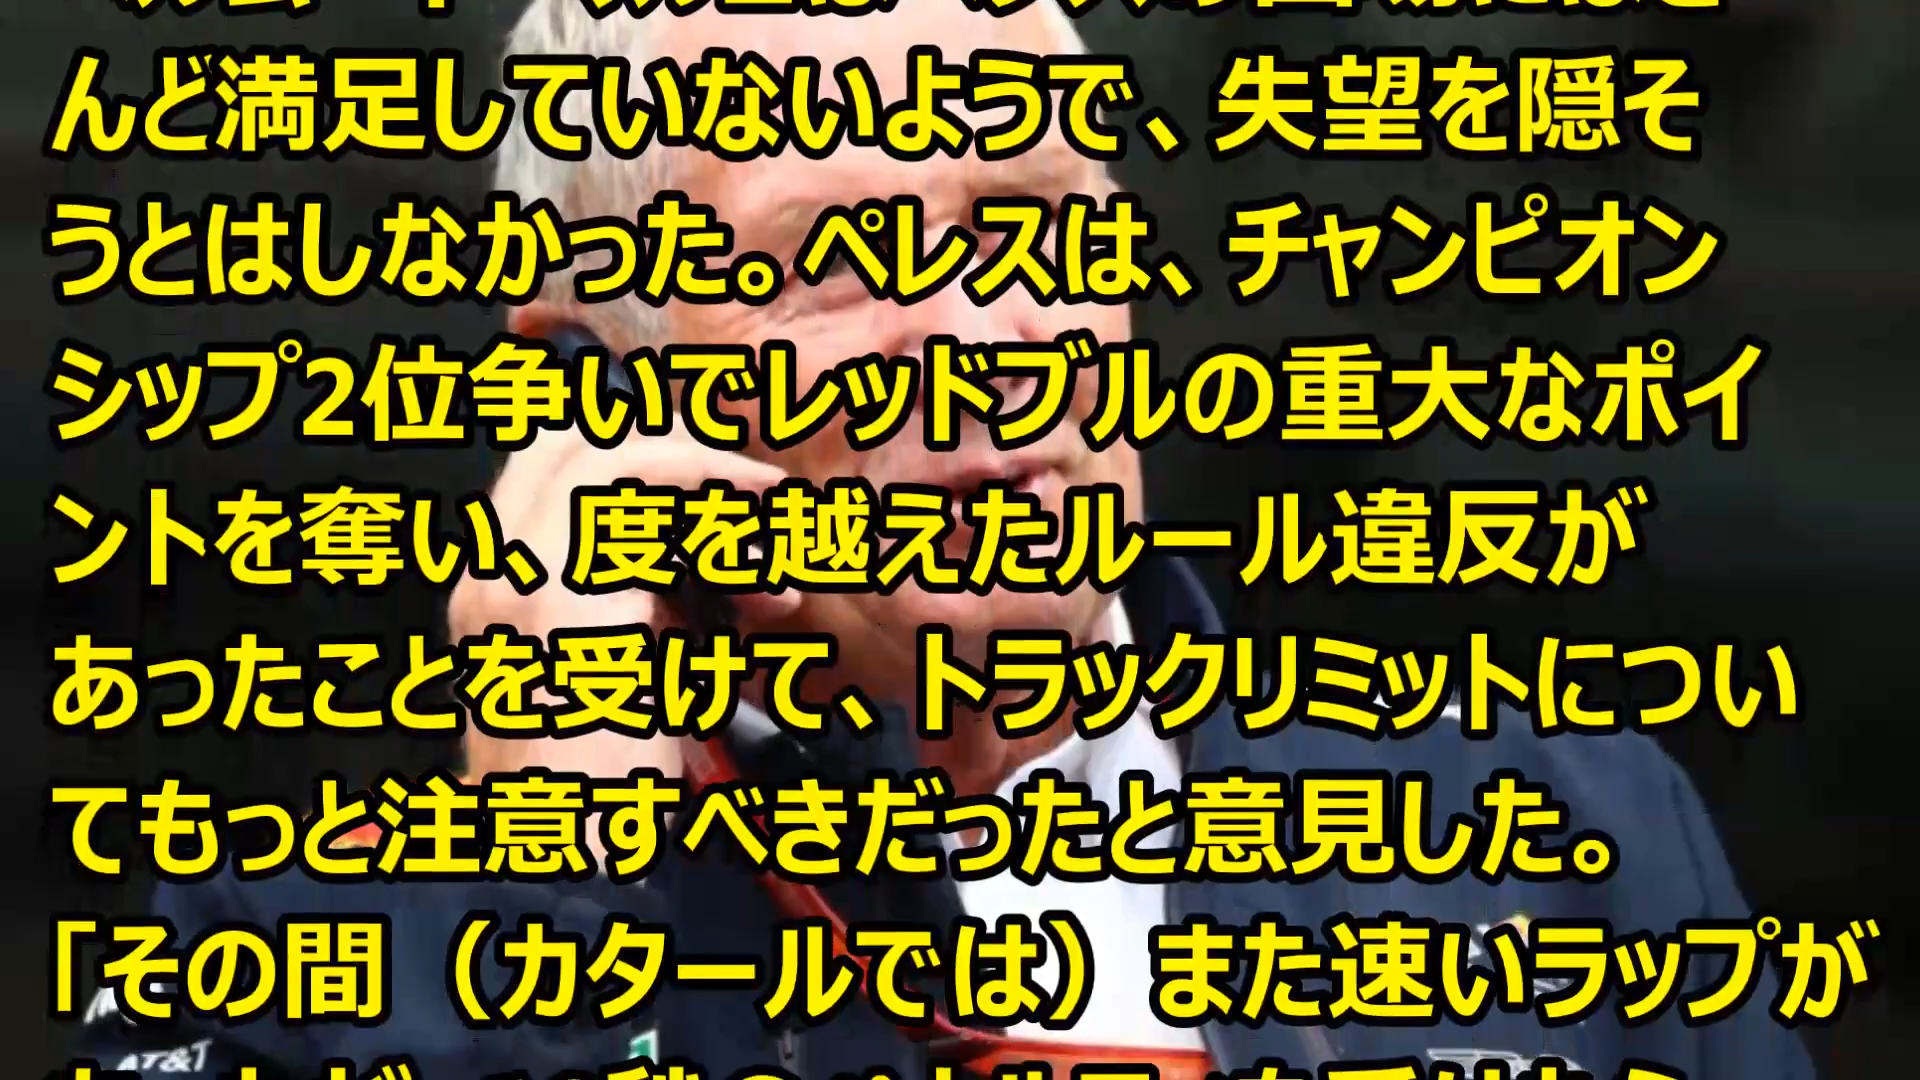 んど満足していないようで、失望を隠そ
うとはしなかった。ペレスは、チャンピオン
シップ2位争いでレッドブルの重大なポイ
ントを奪い、度を越えたルール違反が
あったことを受けて、トラックリミットについ
てもっと注意すべきだったと意見した。
「その間（カタールでは）また速いラップが
AT&T